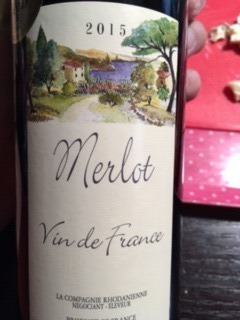 2015
Merlot
Vin de France
LA COMPAGNIE RHODANIENNE
NEGOCIANT - ELEVEUR